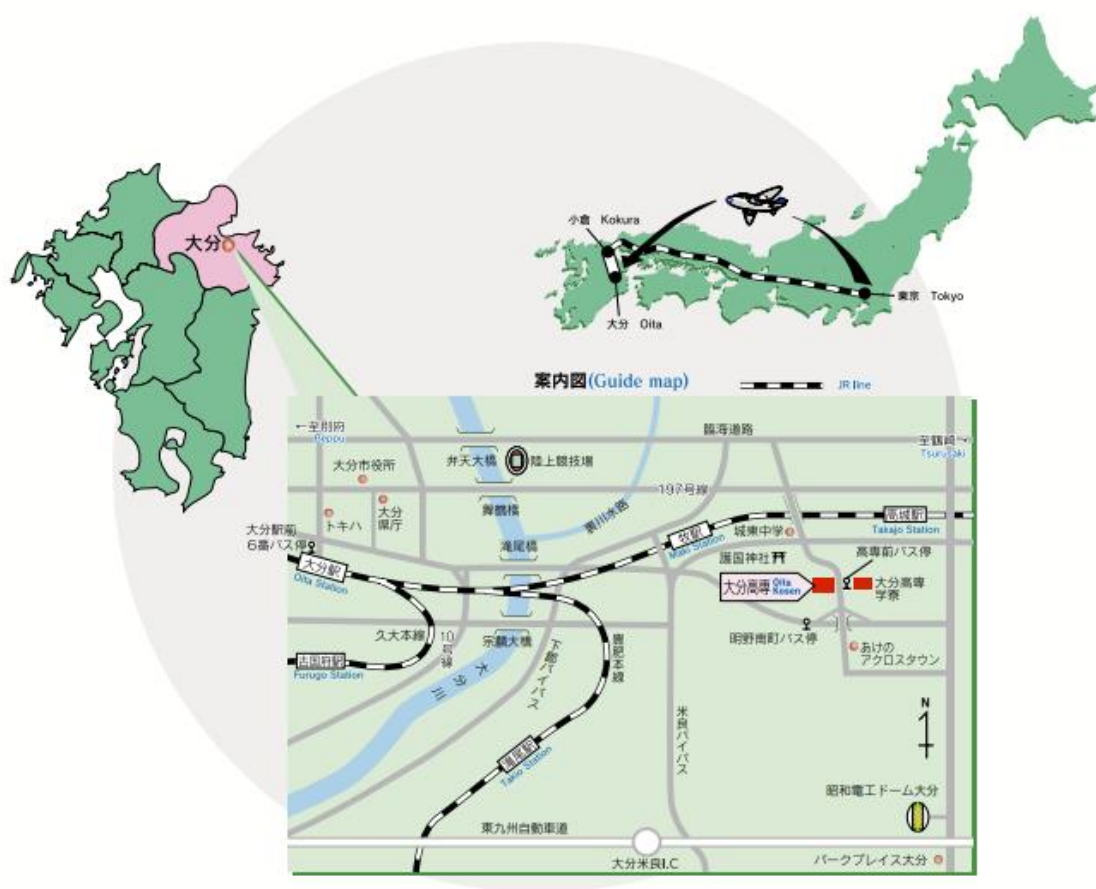 大分
小倉 Kokura
大分 Oita
東京 Tokyo
案内図(Guide map)
JR line
←至別府
Beppu
臨海道路
至鶴崎→
Tsurusaki
大分市役所
弁天大橋
陸上競技場
197号線
トキハ
大分
県庁
舞鶴橋
裏川水路
高城駅
Takajo Station
大分駅前
6番バス停
滝尾橋
牧駅
Maki Station
城東中学
護国神社
高専前バス停
大分駅
Oita Station
大分高専
Oita
Kosen
大分高専
学寮
久大本線
10号線
宗麟大橋
明野南町バス停
古国府駅
Furugo Station
大分川
下郡バイパス
豊肥本線
あけの
アクロスタウン
米良バイパス
N
滝尾駅
Takio Station
昭和電工ドーム大分
東九州自動車道
大分米良I.C
パークプレイス大分